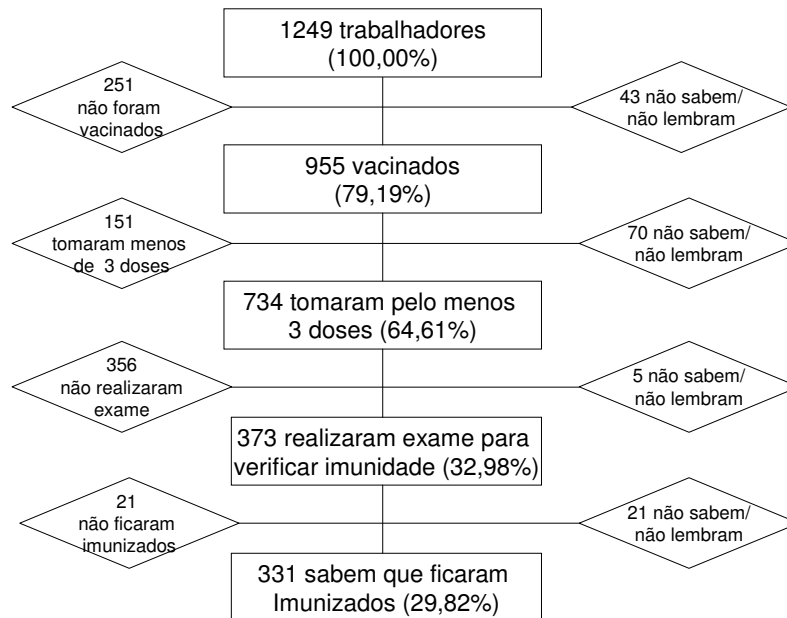 1249 trabalhadores
(100,00%)
251
não foram
vacinados
43 não sabem/
não lembram
955 vacinados
(79,19%)
151
tomaram menos
de 3 doses
70 não sabem/
não lembram
734 tomaram pelo menos
3 doses (64,61%)
356
não realizaram
exame
5 não sabem/
não lembram
373 realizaram exame para
verificar imunidade (32,98%)
21
não ficaram
imunizados
21 não sabem/
não lembram
331 sabem que ficaram
Imunizados (29,82%)